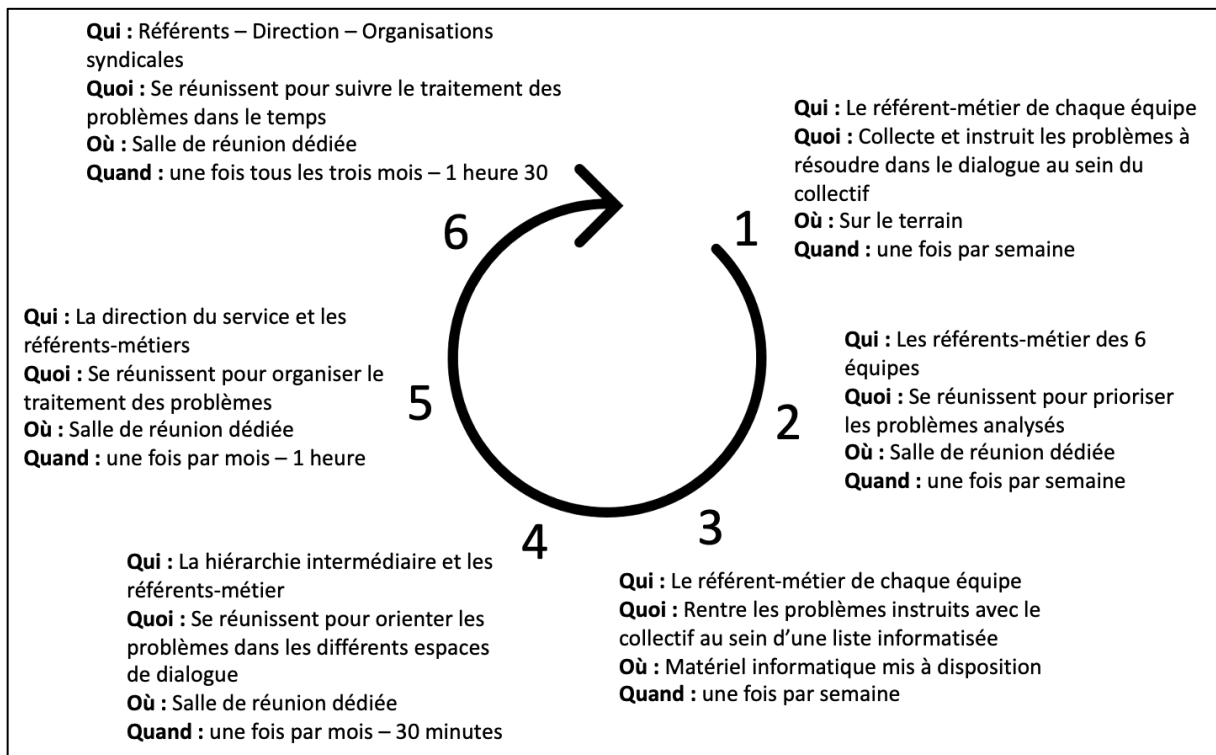 1
Qui : Le référent-métier de chaque équipe
Quoi : Collecte et instruit les problèmes à
résoudre dans le dialogue au sein du
collectif
Où : Sur le terrain
Quand : une fois par semaine
2
Qui : Les référents-métier des 6
équipes
Quoi : Se réunissent pour prioriser
les problèmes analysés
Où : Salle de réunion dédiée
Quand : une fois par semaine
3
Qui : Le référent-métier de chaque équipe
Quoi : Rentre les problèmes instruits avec le
collectif au sein d’une liste informatisée
Où : Matériel informatique mis à disposition
Quand : une fois par semaine
4
Qui : La hiérarchie intermédiaire et les
référents-métier
Quoi : Se réunissent pour orienter les
problèmes dans les différents espaces
de dialogue
Où : Salle de réunion dédiée
Quand : une fois par mois – 30 minutes
5
Qui : La direction du service et les
référents-métiers
Quoi : Se réunissent pour organiser le
traitement des problèmes
Où : Salle de réunion dédiée
Quand : une fois par mois – 1 heure
6
Qui : Référents – Direction – Organisations
syndicales
Quoi : Se réunissent pour suivre le traitement des
problèmes dans le temps
Où : Salle de réunion dédiée
Quand : une fois tous les trois mois – 1 heure 30